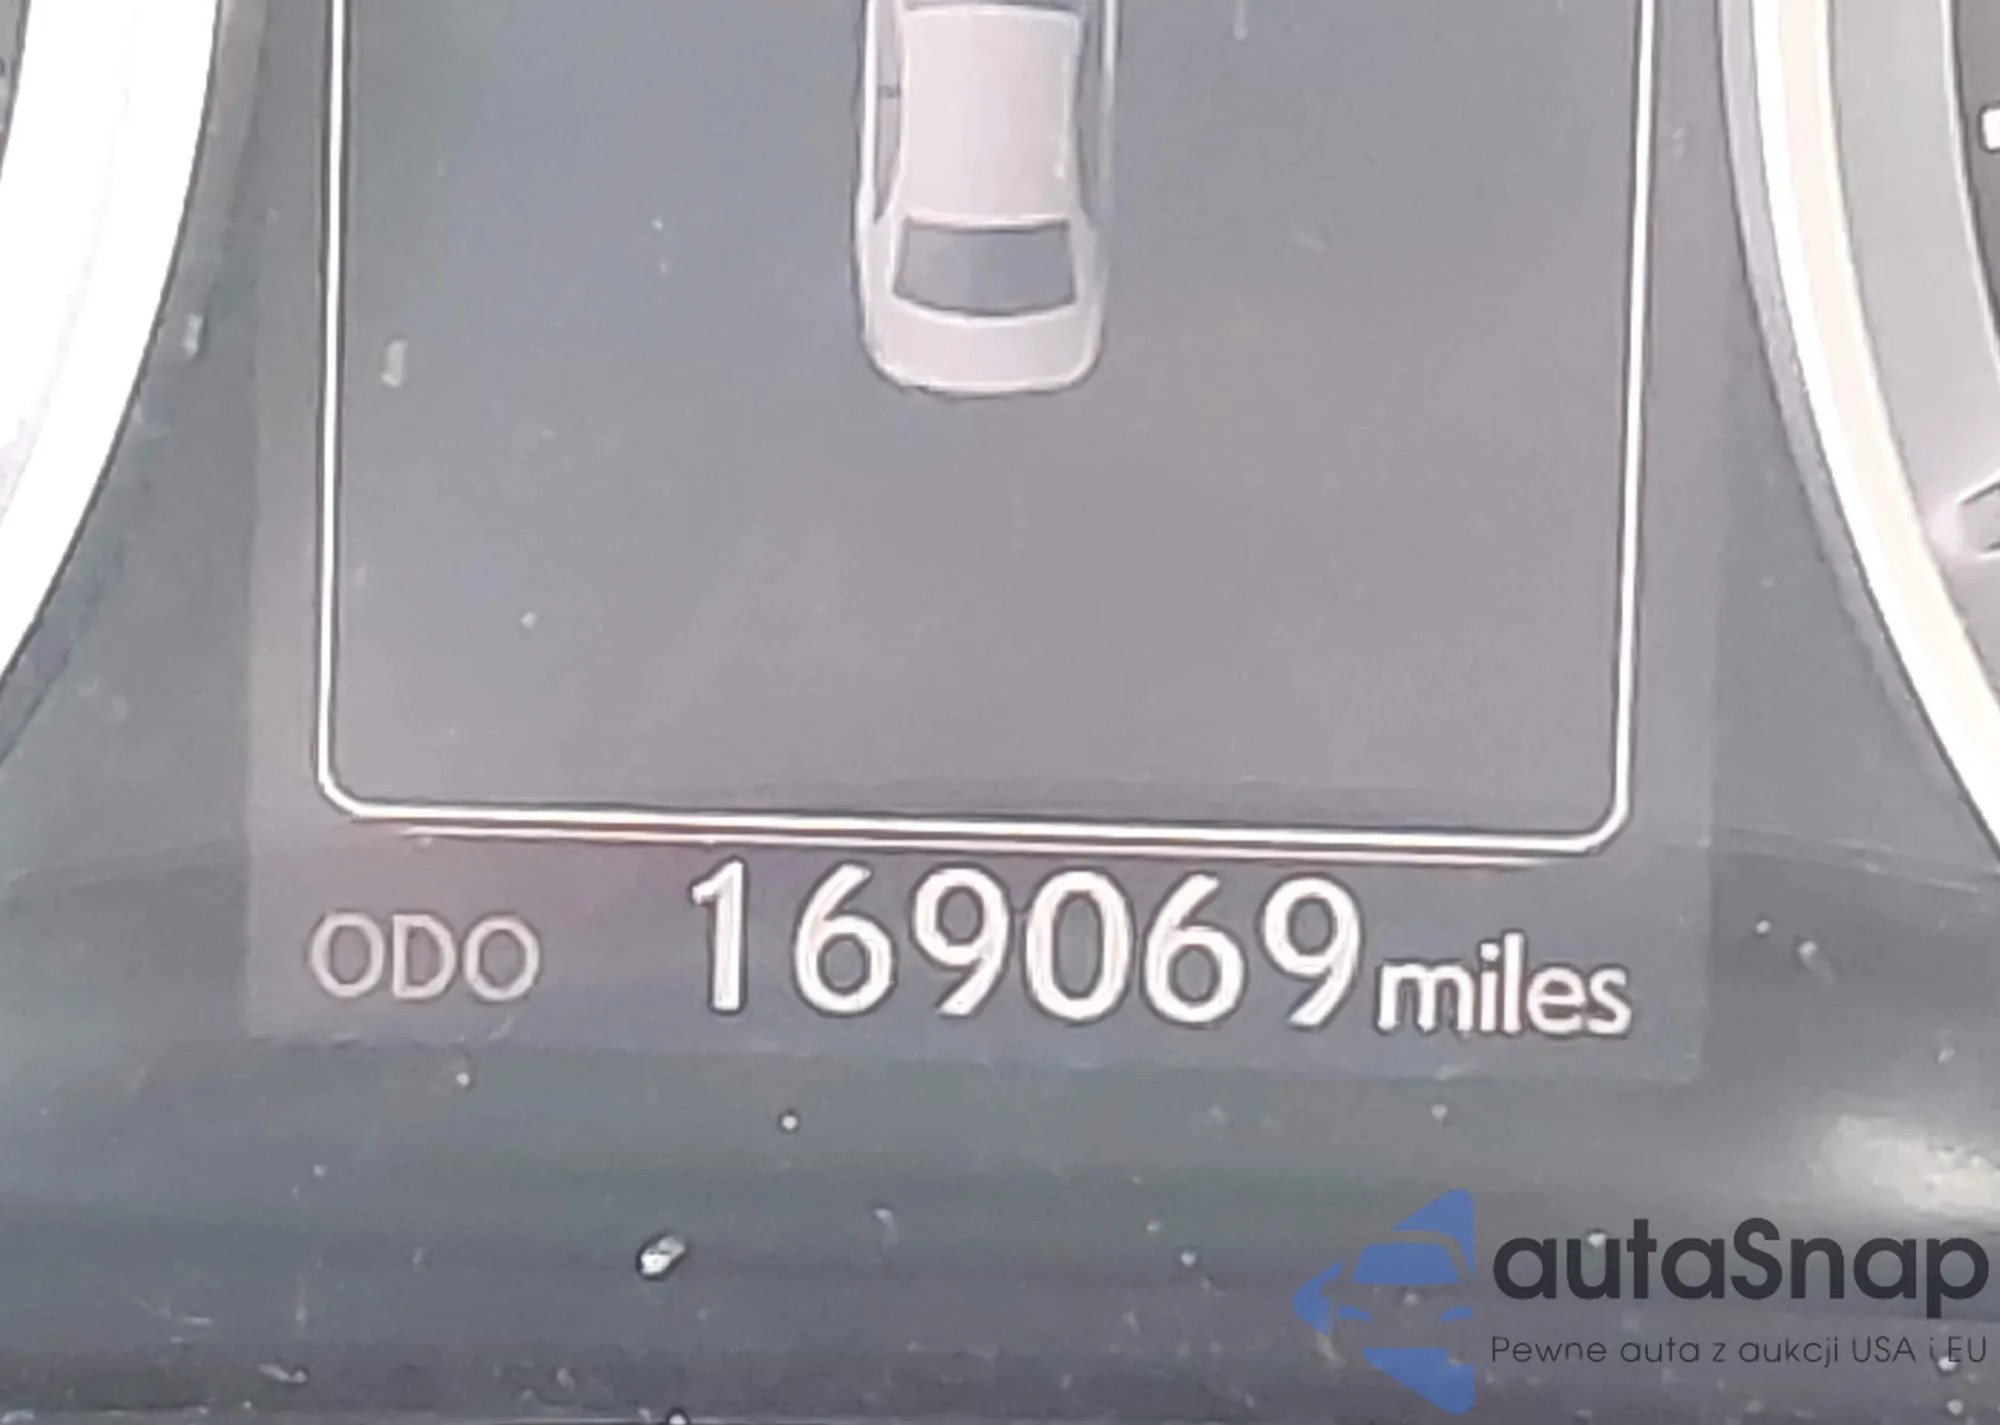 ODO 169069 miles
autaSnap
Pewne auta z aukcji USA i EU